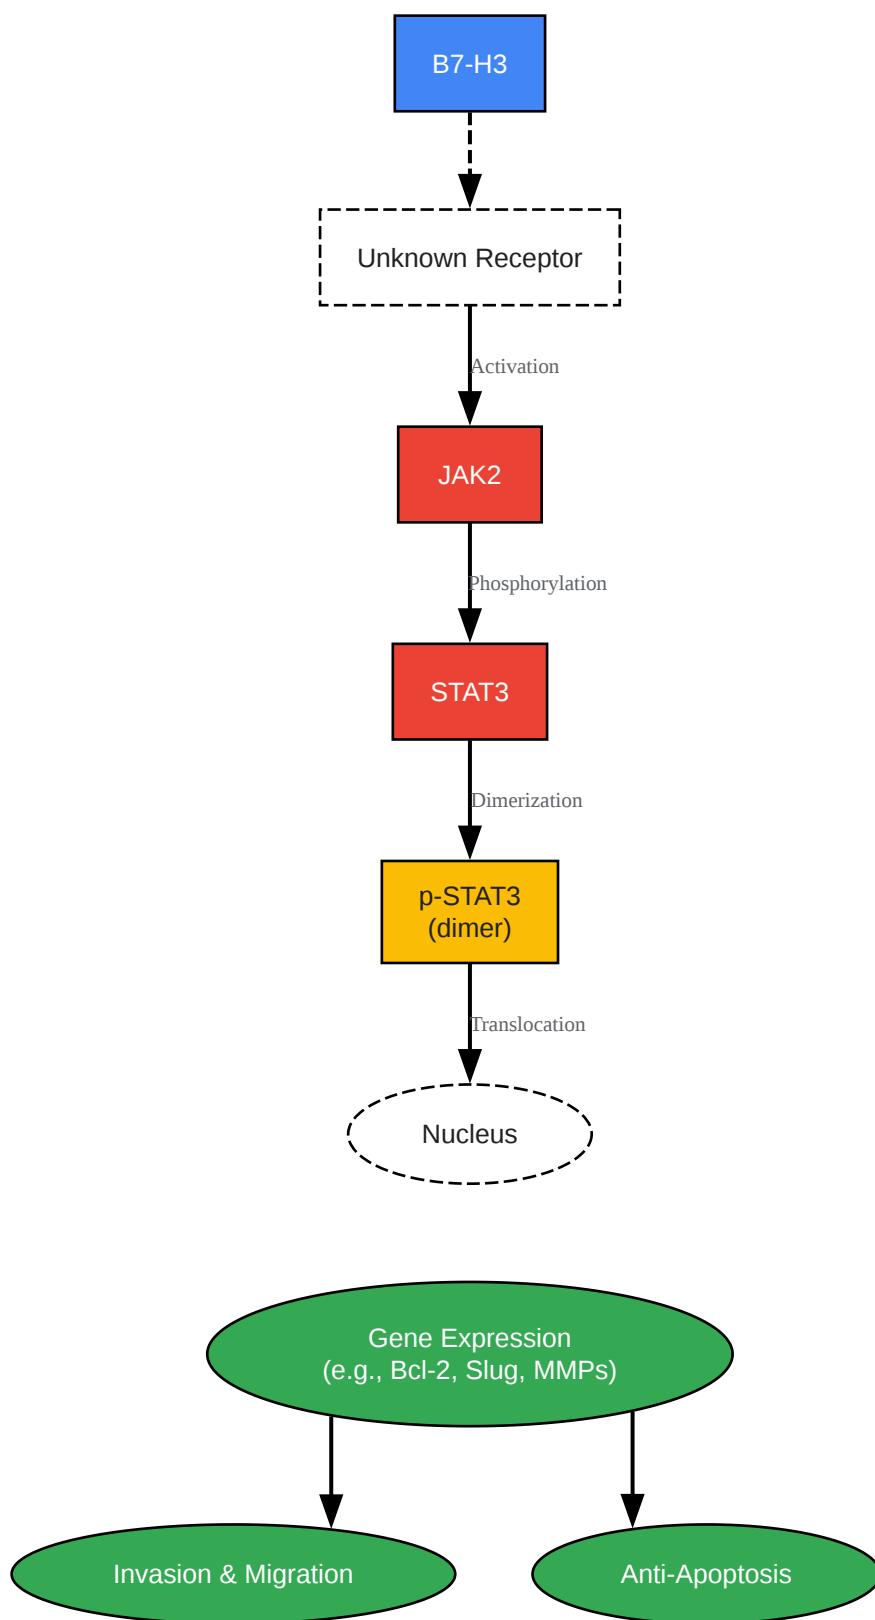 B7-H3
Unknown Receptor
Activation
JAK2
Phosphorylation
STAT3
Dimerization
p-STAT3
(dimer)
Translocation
Nucleus
Gene Expression
(e.g., Bcl-2, Slug, MMPs)
Invasion & Migration
Anti-Apoptosis